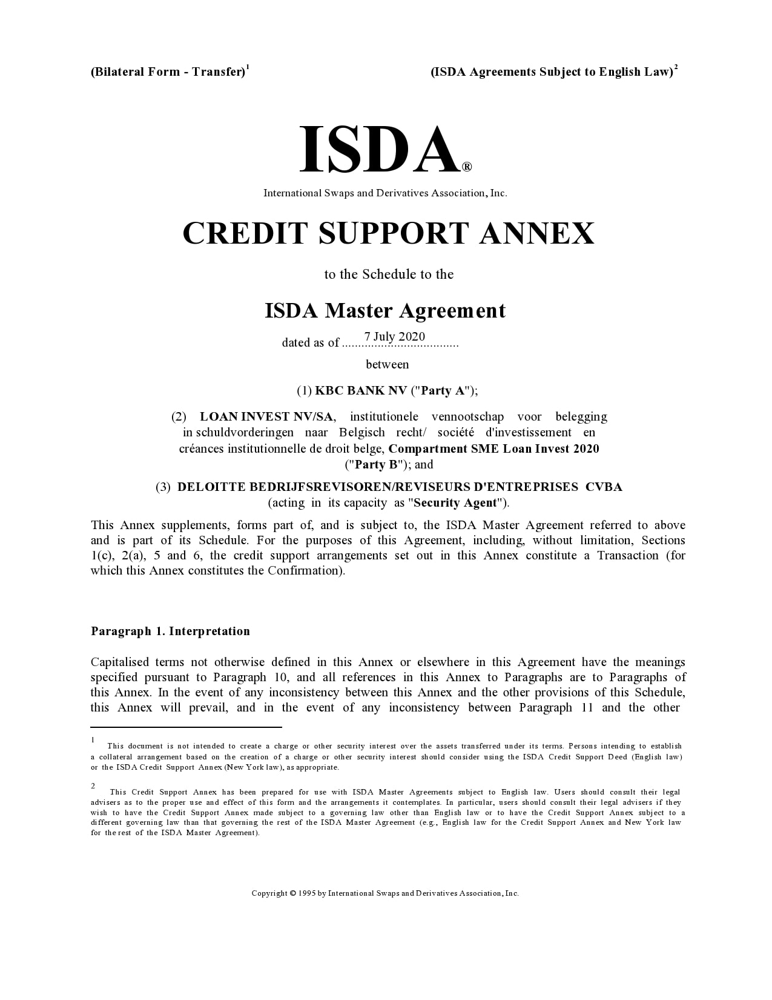 (Bilateral Form - Transfer)1 (ISDA Agreements Subject to English Law)2
ISDA®
International Swaps and Derivatives Association, Inc.
CREDIT SUPPORT ANNEX
to the Schedule to the
ISDA Master Agreement
dated as of 7 July 2020
between
(1) KBC BANK NV ("Party A");
(2) LOAN INVEST NV/SA, institutionele vennootschap voor belegging
in schuldvorderingen naar Belgisch recht/ société d'investissement en
créances institutionnelle de droit belge, Compartment SME Loan Invest 2020
("Party B"); and
(3) DELOITTE BEDRIJFSREVISOREN/REVISEURS D'ENTREPRISES CVBA
(acting in its capacity as "Security Agent").
This Annex supplements, forms part of, and is subject to, the ISDA Master Agreement referred to above
and is part of its Schedule. For the purposes of this Agreement, including, without limitation, Sections
1(c), 2(a), 5 and 6, the credit support arrangements set out in this Annex constitute a Transaction (for
which this Annex constitutes the Confirmation).
Paragraph 1. Interpretation
Capitalised terms not otherwise defined in this Annex or elsewhere in this Agreement have the meanings
specified pursuant to Paragraph 10, and all references in this Annex to Paragraphs are to Paragraphs of
this Annex. In the event of any inconsistency between this Annex and the other provisions of this Schedule,
this Annex will prevail, and in the event of any inconsistency between Paragraph 11 and the other
1 This document is not intended to create a charge or other security interest over the assets transferred under its terms. Persons intending to establish
a collateral arrangement based on the creation of a charge or other security interest should consider using the ISDA Credit Support Deed (English law)
or the ISDA Credit Support Annex (New York law), as appropriate.
2 This Credit Support Annex has been prepared for use with ISDA Master Agreements subject to English law. Users should consult their legal
advisers as to the proper use and effect of this form and the arrangements it contemplates. In particular, users should consult their legal advisers if they
wish to have the Credit Support Annex made subject to a governing law other than English law or to have the Credit Support Annex subject to a
different governing law than that governing the rest of the ISDA Master Agreement (e.g., English law for the Credit Support Annex and New York law
for the rest of the ISDA Master Agreement).
Copyright © 1995 by International Swaps and Derivatives Association, Inc.